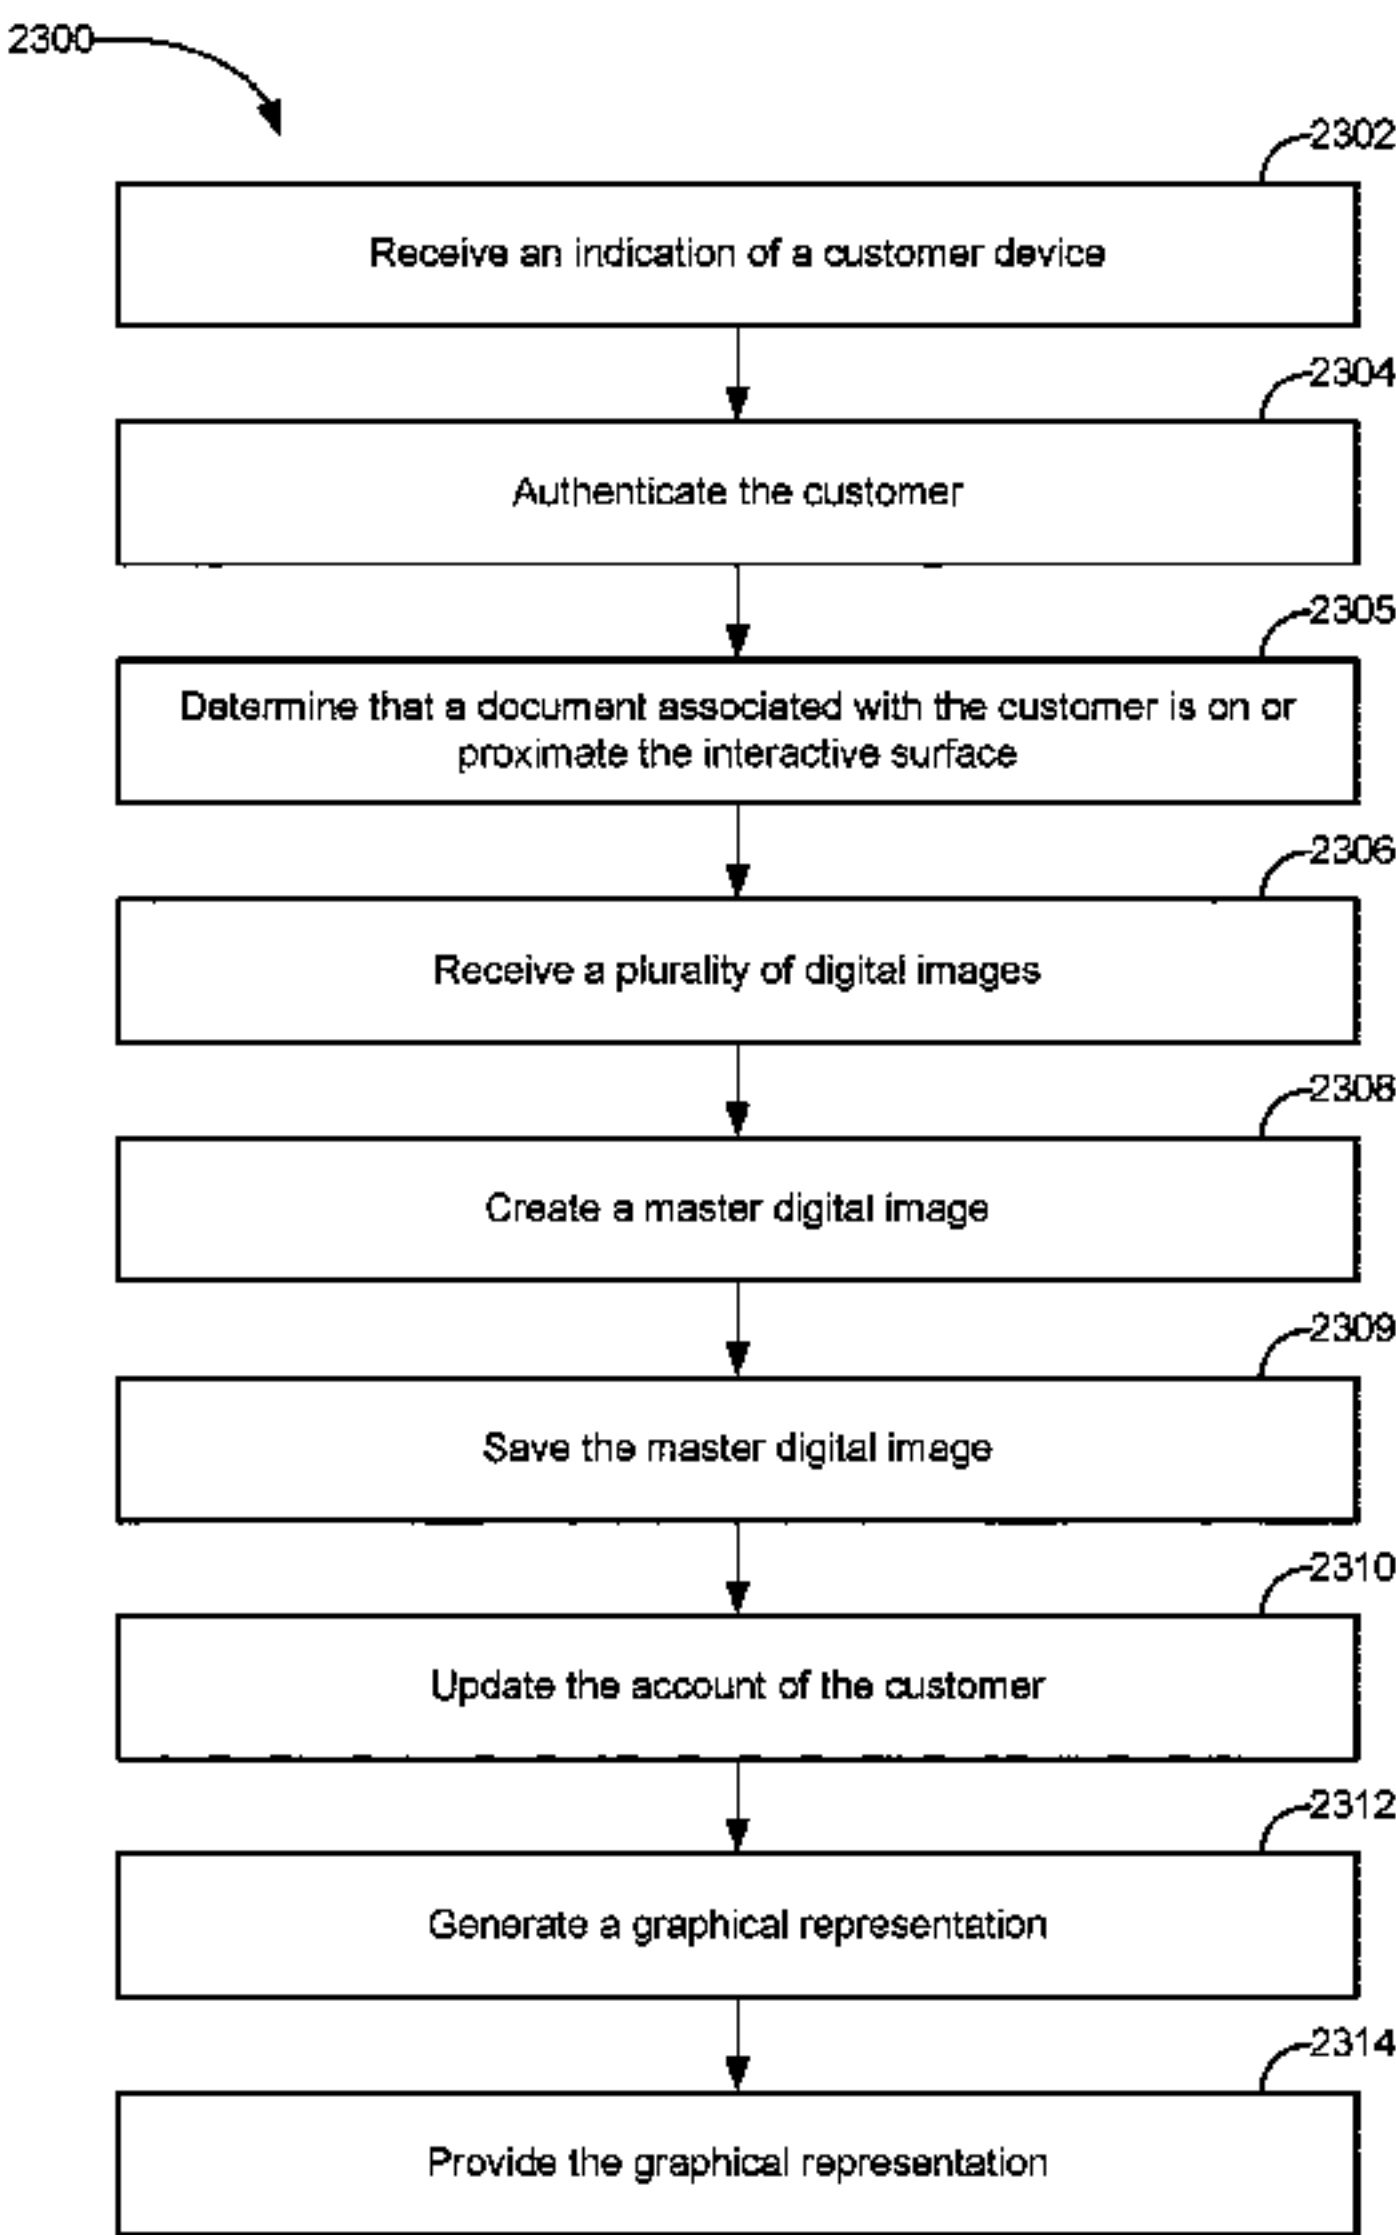 2300
2302
Receive an indication of a customer device
2304
Authenticate the customer
2305
Determine that a document associated with the customer is on or
proximate the interactive surface
2306
Receive a plurality of digital images
2308
Create a master digital image
2309
Save the master digital image
2310
Update the account of the customer
2312
Generate a graphical representation
2314
Provide the graphical representation